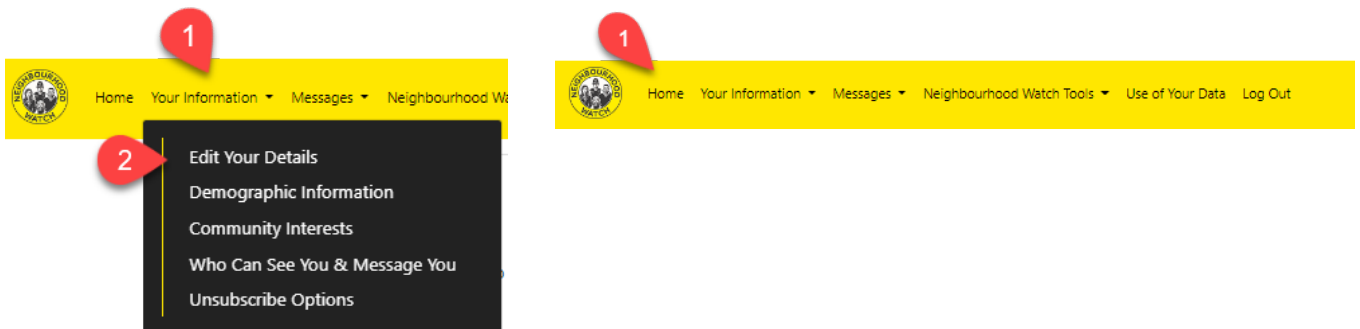 1
NEIGHBOURHOOD WATCH
Home Your Information Messages Neighbourhood Wa
2
Edit Your Details
Demographic Information
Community Interests
Who Can See You & Message You
Unsubscribe Options
1
NEIGHBOURHOOD WATCH
Home Your Information Messages Neighbourhood Watch Tools Use of Your Data Log Out